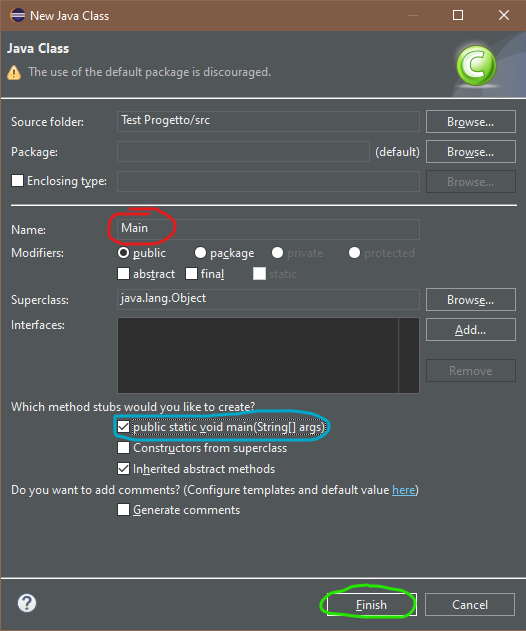 New Java Class
Java Class
The use of the default package is discouraged.
Source folder: Test Progetto/src Browse...
Package: (default) Browse...
Enclosing type: Browse...
Name: Main
Modifiers: public package private protected
abstract final static
Superclass: java.lang.Object Browse...
Interfaces: Add...
Remove
Which method stubs would you like to create?
public static void main(String[] args)
Constructors from superclass
Inherited abstract methods
Do you want to add comments? (Configure templates and default value here)
Generate comments
? Finish Cancel